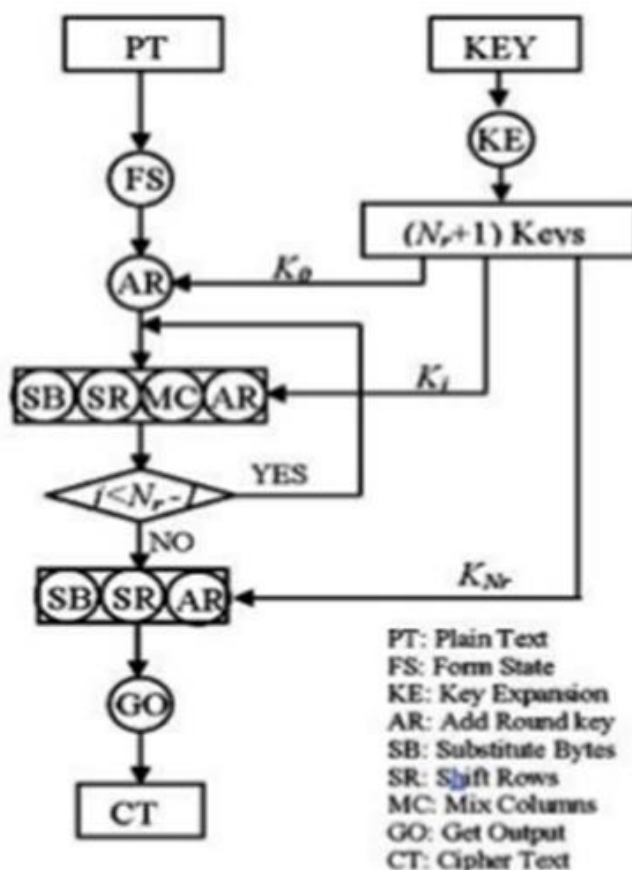 PT
KEY
FS
KE
(Nr+1) Keys
AR
K0
SB SR MC AR
Ki
i<Nr-1
YES
NO
SB SR AR
KNr
GO
CT
PT: Plain Text
FS: Form State
KE: Key Expansion
AR: Add Round key
SB: Substitute Bytes
SR: Shift Rows
MC: Mix Columns
GO: Get Output
CT: Cipher Text